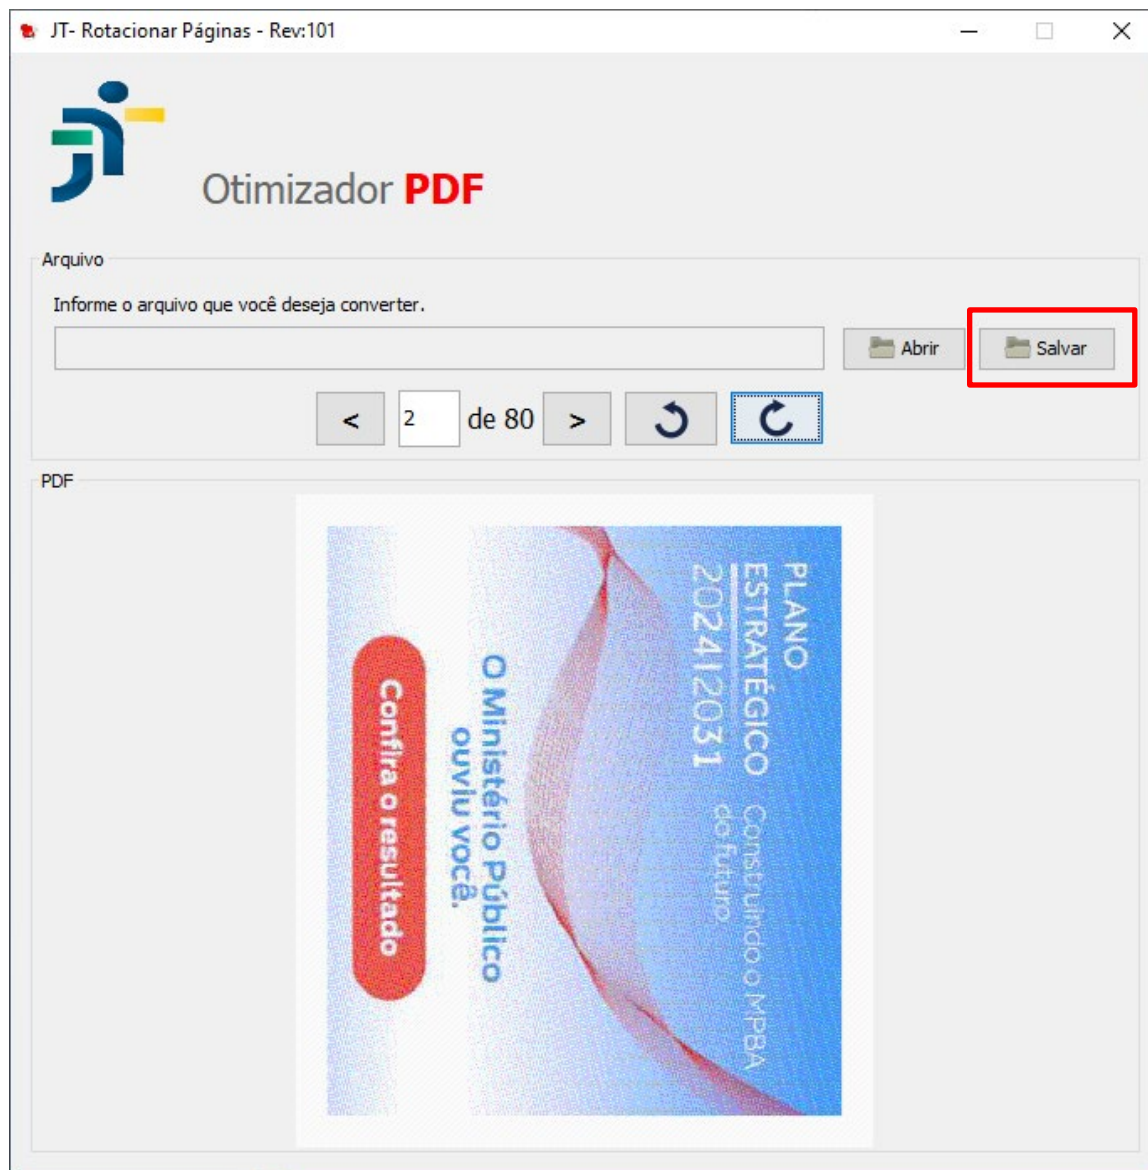 JT- Rotacionar Páginas - Rev:101
Otimizador PDF
Arquivo
Informe o arquivo que você deseja converter.
Abrir
Salvar
<
2
de 80
>
PDF
PLANO
ESTRATÉGICO
2024|2031
Construindo o MPBA
do futuro
O Ministério Público
ouviu você.
Confira o resultado